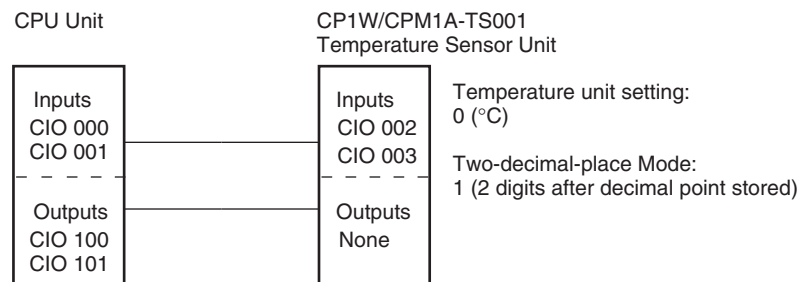 CPU Unit
CP1W/CPM1A-TS001
Temperature Sensor Unit
Inputs
CIO 000
CIO 001
Outputs
CIO 100
CIO 101
Inputs
CIO 002
CIO 003
Outputs
None
Temperature unit setting:
0 (°C)
Two-decimal-place Mode:
1 (2 digits after decimal point stored)